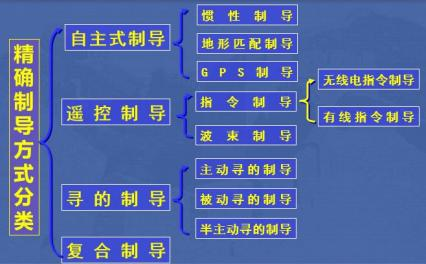 精确制导方式分类
自主式制导
惯性制导
地形匹配制导
GPS制导
遥控制导
指令制导
无线电指令制导
有线指令制导
波束制导
寻的制导
主动寻的制导
被动寻的制导
半主动寻的制导
复合制导